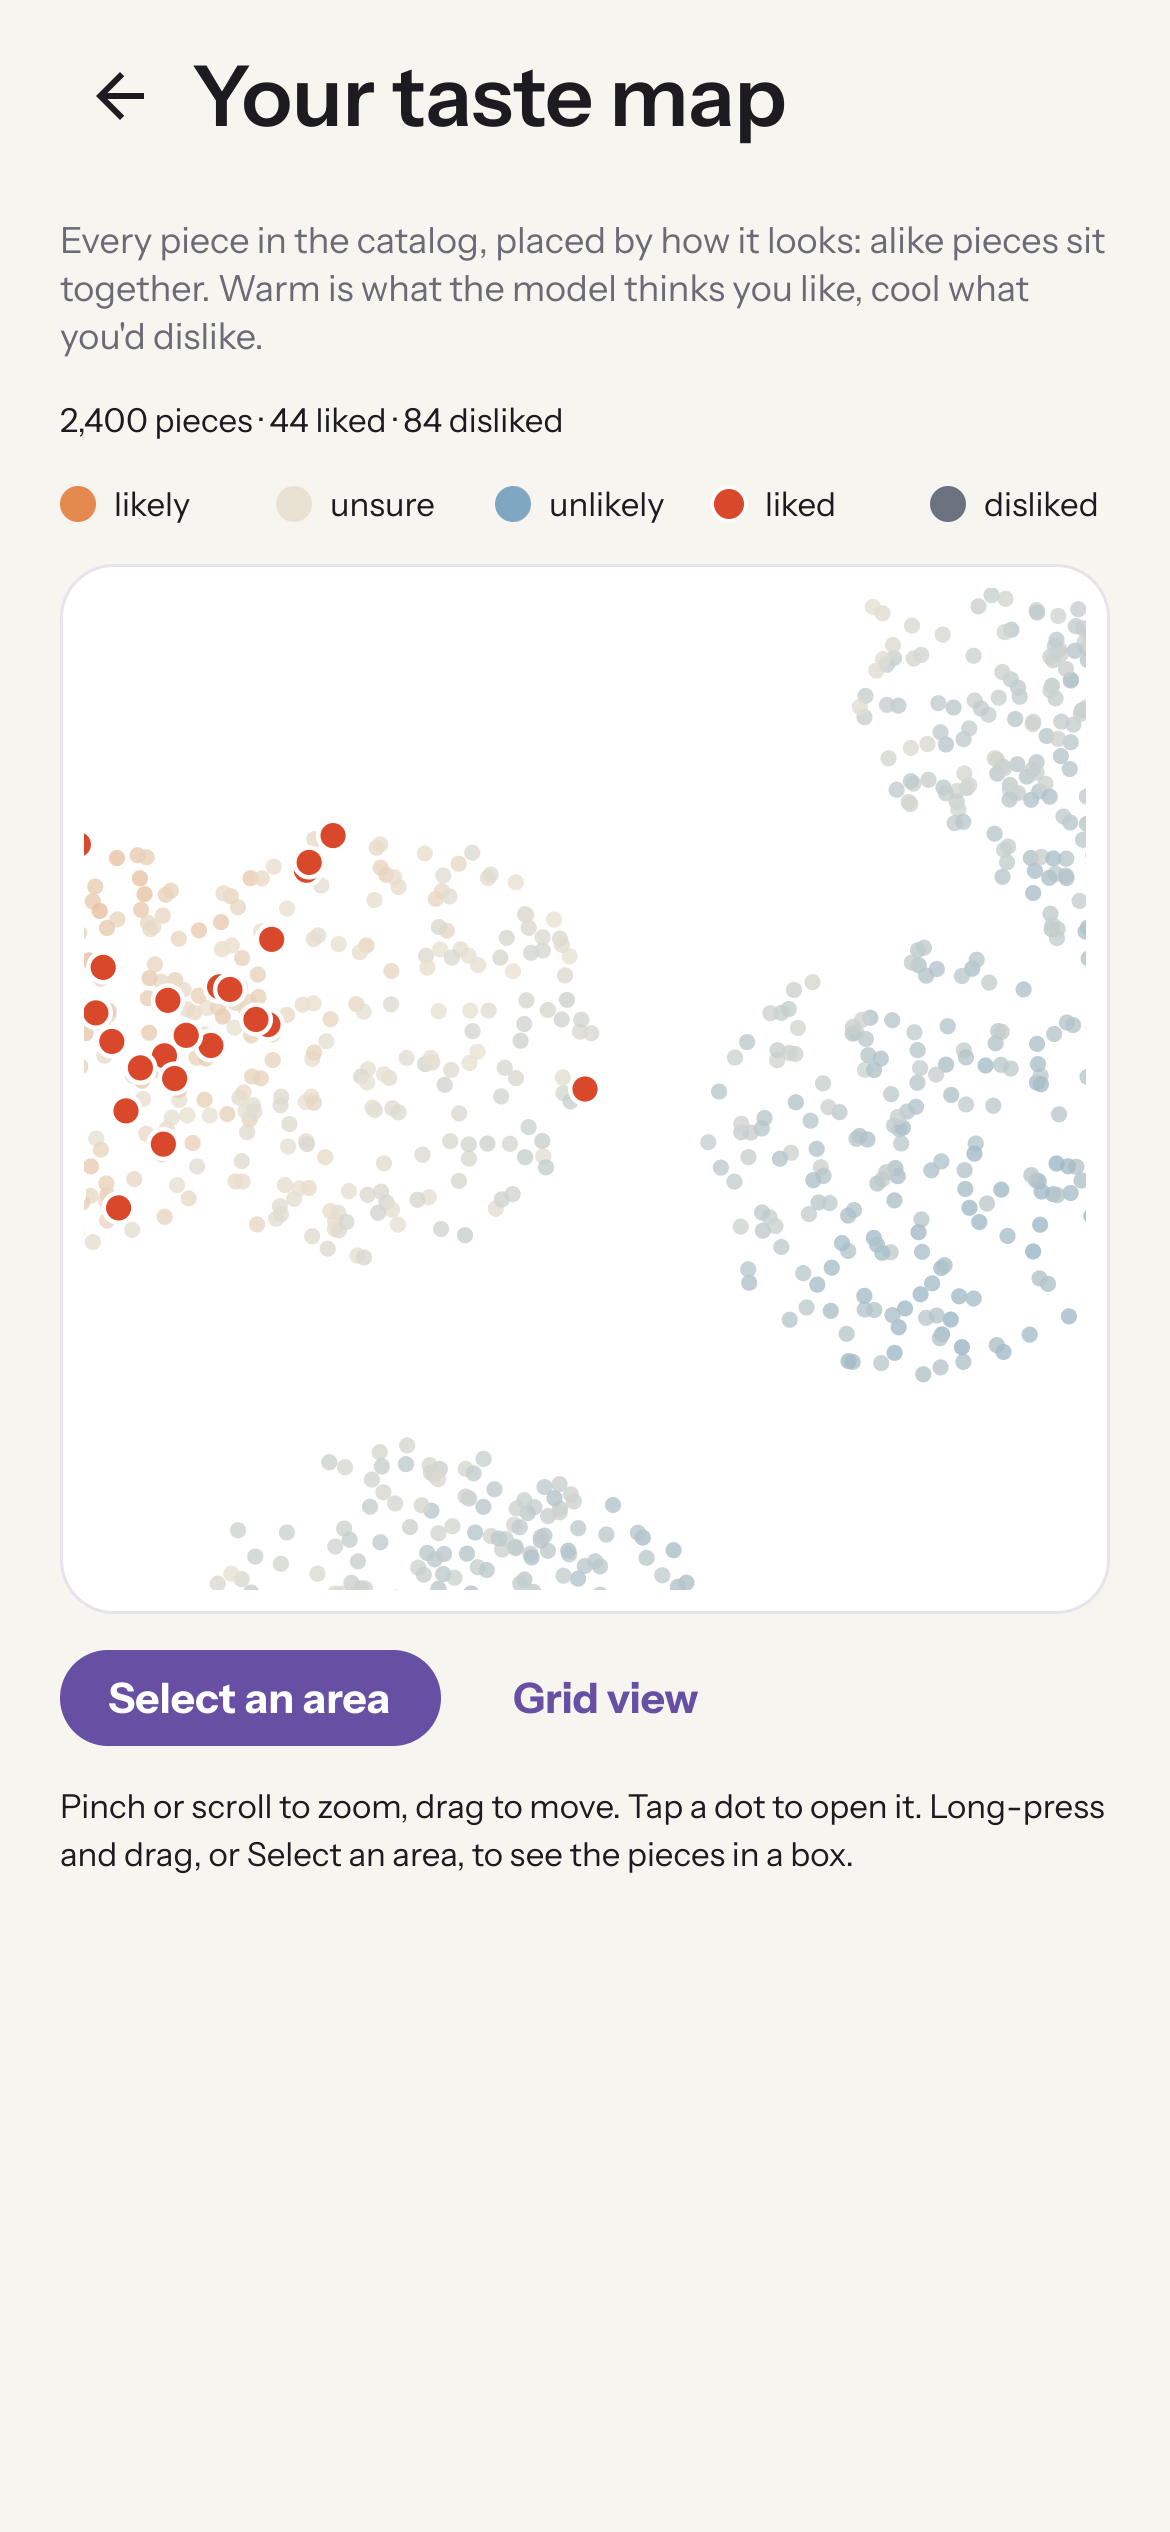 Your taste map
Every piece in the catalog, placed by how it looks: alike pieces sit
together. Warm is what the model thinks you like, cool what
you'd dislike.
2,400 pieces · 44 liked · 84 disliked
likely unsure unlikely liked disliked
Select an area Grid view
Pinch or scroll to zoom, drag to move. Tap a dot to open it. Long-press
and drag, or Select an area, to see the pieces in a box.